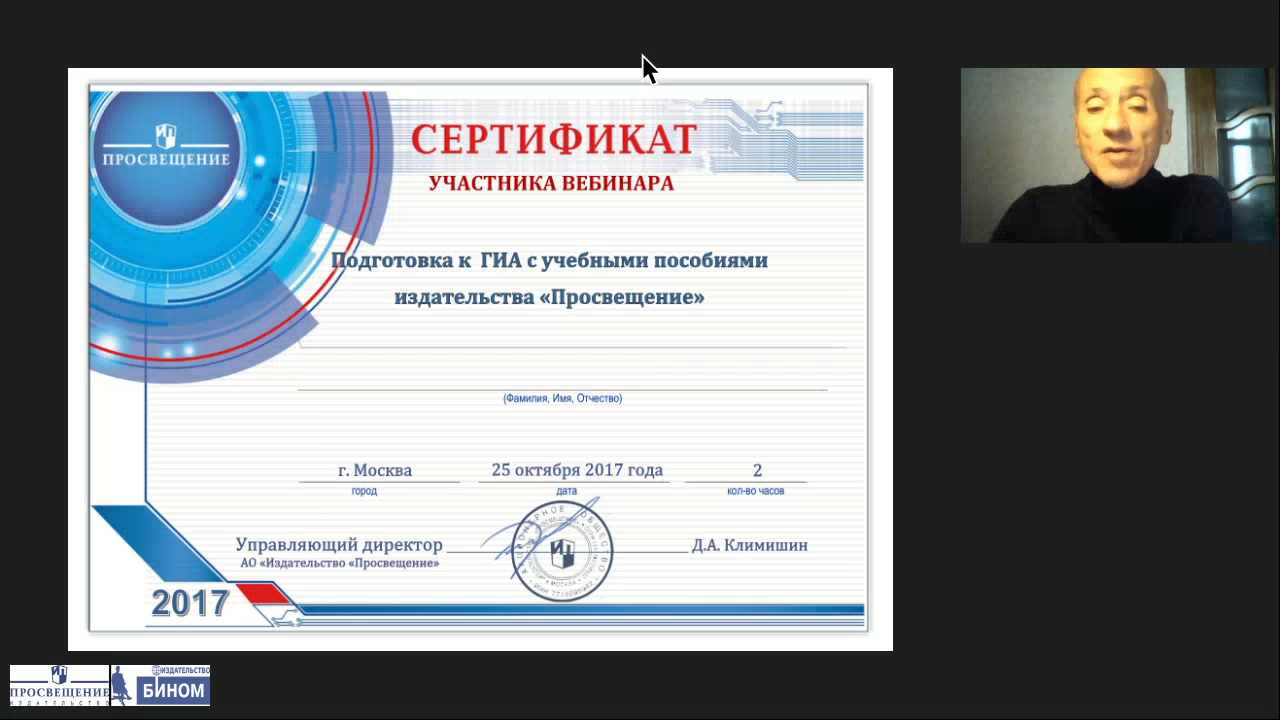 ПРОСВЕЩЕНИЕ
СЕРТИФИКАТ
УЧАСТНИКА ВЕБИНАРА
Подготовка к ГИА с учебными пособиями
издательства «Просвещение»
(Фамилия, Имя, Отчество)
г. Москва 25 октября 2017 года 2
город дата кол-во часов
Управляющий директор Д.А. Климишин
АО «Издательство «Просвещение»
2017
ПРОСВЕЩЕНИЕ
ИЗДАТЕЛЬСТВО
ИЗДАТЕЛЬСТВО
БИНОМ